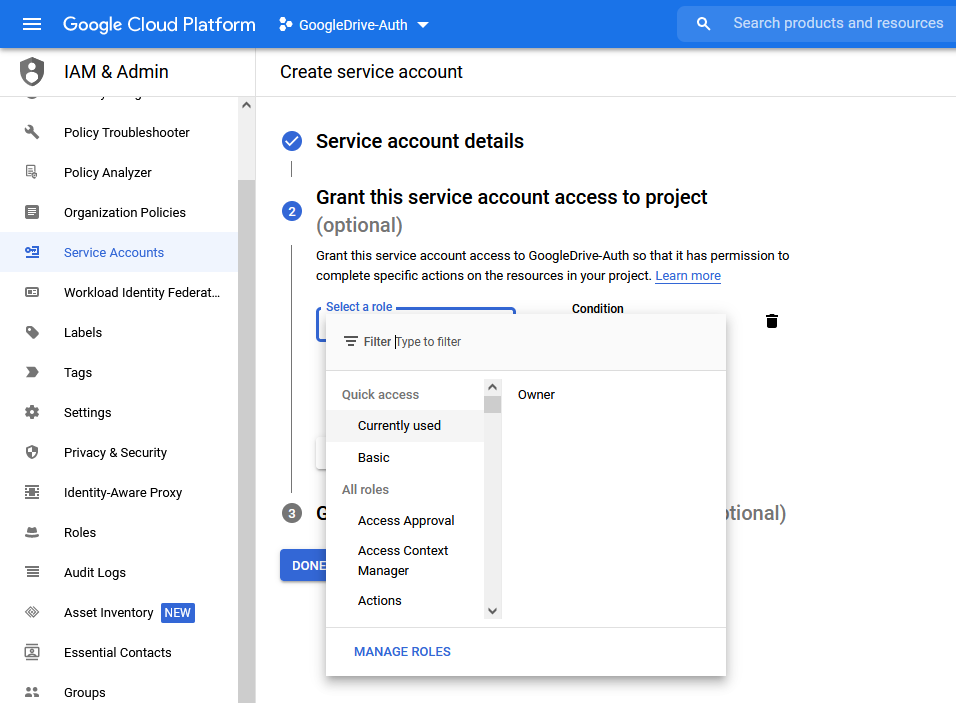 Google Cloud Platform
GoogleDrive-Auth
Search products and resources
IAM & Admin
Create service account
Policy Troubleshooter
Policy Analyzer
Organization Policies
Service Accounts
Workload Identity Federat...
Labels
Tags
Settings
Privacy & Security
Identity-Aware Proxy
Roles
Audit Logs
Asset Inventory NEW
Essential Contacts
Groups
Service account details
2 Grant this service account access to project
(optional)
Grant this service account access to GoogleDrive-Auth so that it has permission to
complete specific actions on the resources in your project. Learn more
Select a role
Condition
Filter Type to filter
Quick access
Currently used
Basic
All roles
Access Approval
Access Context
Manager
Actions
Owner
MANAGE ROLES
3 G
tional)
DONE